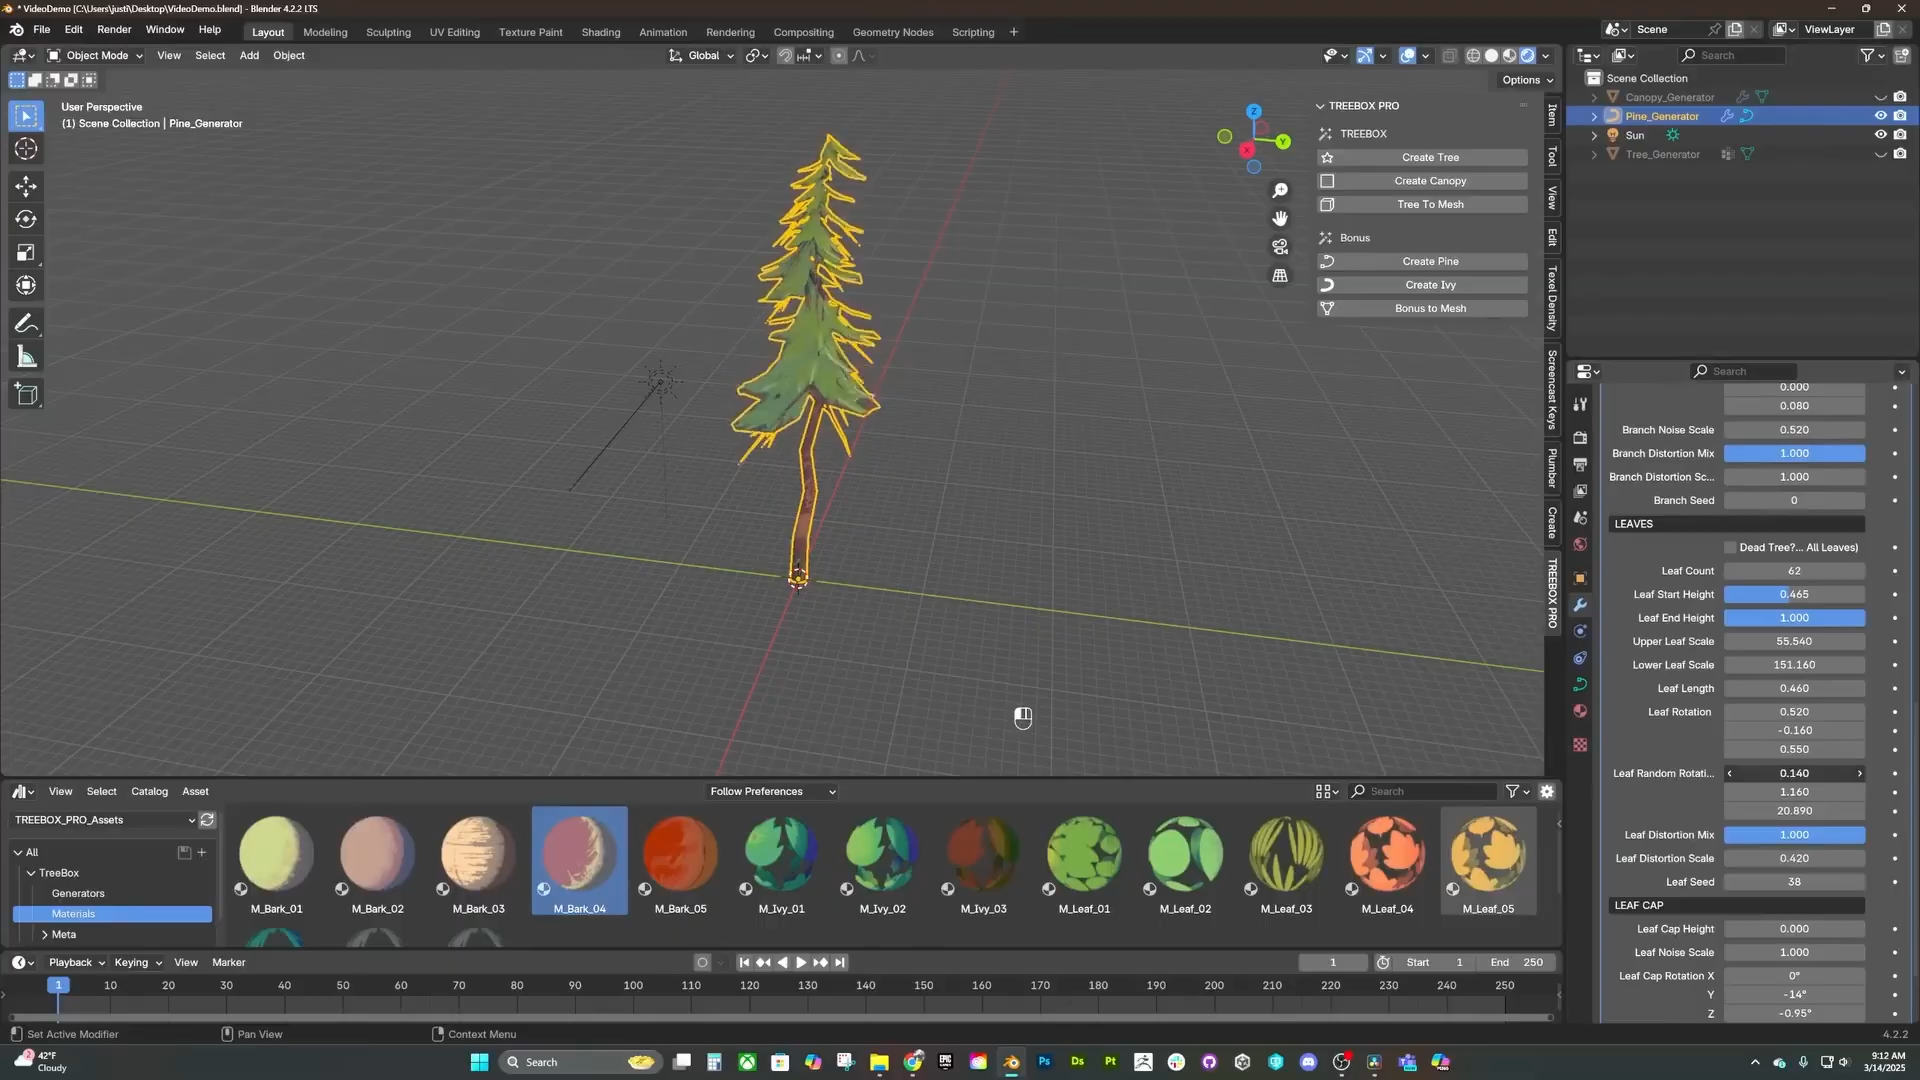 * VideoDemo [C:\Users\justi\Desktop\VideoDemo.blend] - Blender 4.2.2 LTS
File Edit Render Window Help
Layout Modeling Sculpting UV Editing Texture Paint Shading Animation Rendering Compositing Geometry Nodes Scripting +
Scene
ViewLayer
Object Mode View Select Add Object
Global
Search
Options
User Perspective
(1) Scene Collection | Pine_Generator
Z
Y
X
TREEBOX PRO
TREEBOX
Create Tree
Create Canopy
Tree To Mesh
Bonus
Create Pine
Create Ivy
Bonus to Mesh
Item
Tool
View
Edit
Texel Density
Screencast Keys
Plumber
Create
TREEBOX PRO
Scene Collection
Canopy_Generator
Pine_Generator
Sun
Tree_Generator
Search
0.000
0.080
Branch Noise Scale 0.520
Branch Distortion Mix 1.000
Branch Distortion Sc... 1.000
Branch Seed 0
LEAVES
Dead Tree?... All Leaves)
Leaf Count 62
Leaf Start Height 0.465
Leaf End Height 1.000
Upper Leaf Scale 55.540
Lower Leaf Scale 151.160
Leaf Length 0.460
Leaf Rotation 0.520
-0.160
0.550
Leaf Random Rotati... 0.140
1.160
20.890
Leaf Distortion Mix 1.000
Leaf Distortion Scale 0.420
Leaf Seed 38
LEAF CAP
Leaf Cap Height 0.000
Leaf Noise Scale 1.000
Leaf Cap Rotation X 0°
Y -14°
Z -0.95°
View Select Catalog Asset
Follow Preferences
Search
TREEBOX_PRO_Assets
All
TreeBox
Generators
Materials
Meta
M_Bark_01 M_Bark_02 M_Bark_03 M_Bark_04 M_Bark_05 M_Ivy_01 M_Ivy_02 M_Ivy_03 M_Leaf_01 M_Leaf_02 M_Leaf_03 M_Leaf_04 M_Leaf_05
Playback Keying View Marker
1
Start 1
End 250
1 10 20 30 40 50 60 70 80 90 100 110 120 130 140 150 160 170 180 190 200 210 220 230 240 250
Set Active Modifier
Pan View
Context Menu
4.2.2
42°F
Cloudy
Search
Ps
Ds
Pt
9:12 AM
3/14/2025